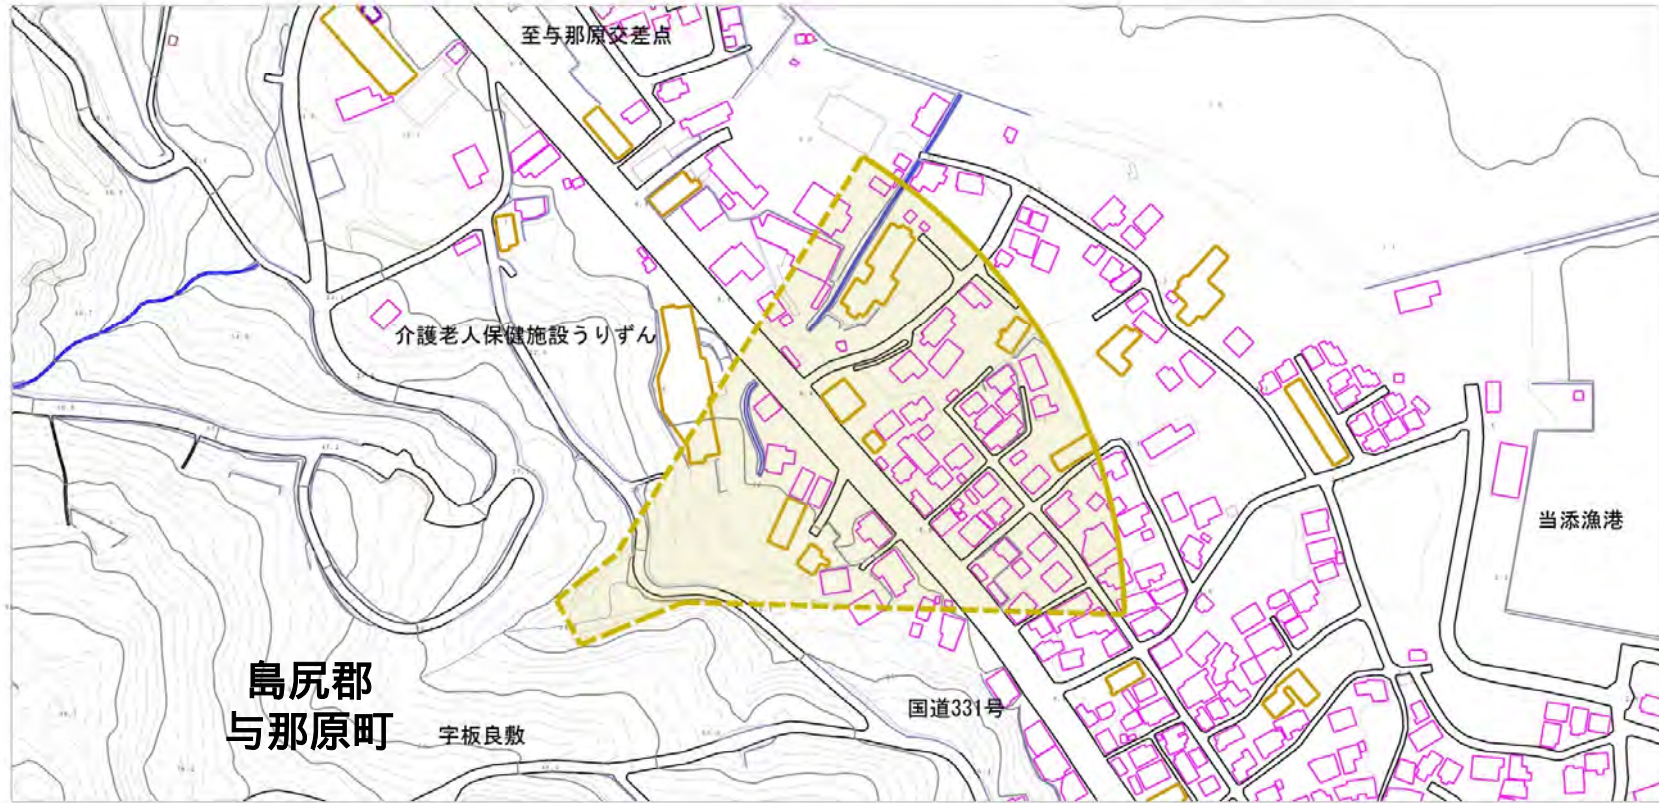 至与那原交差点
介護老人保健施設うりずん
当添漁港
島尻郡
与那原町
国道331号
字板良敷